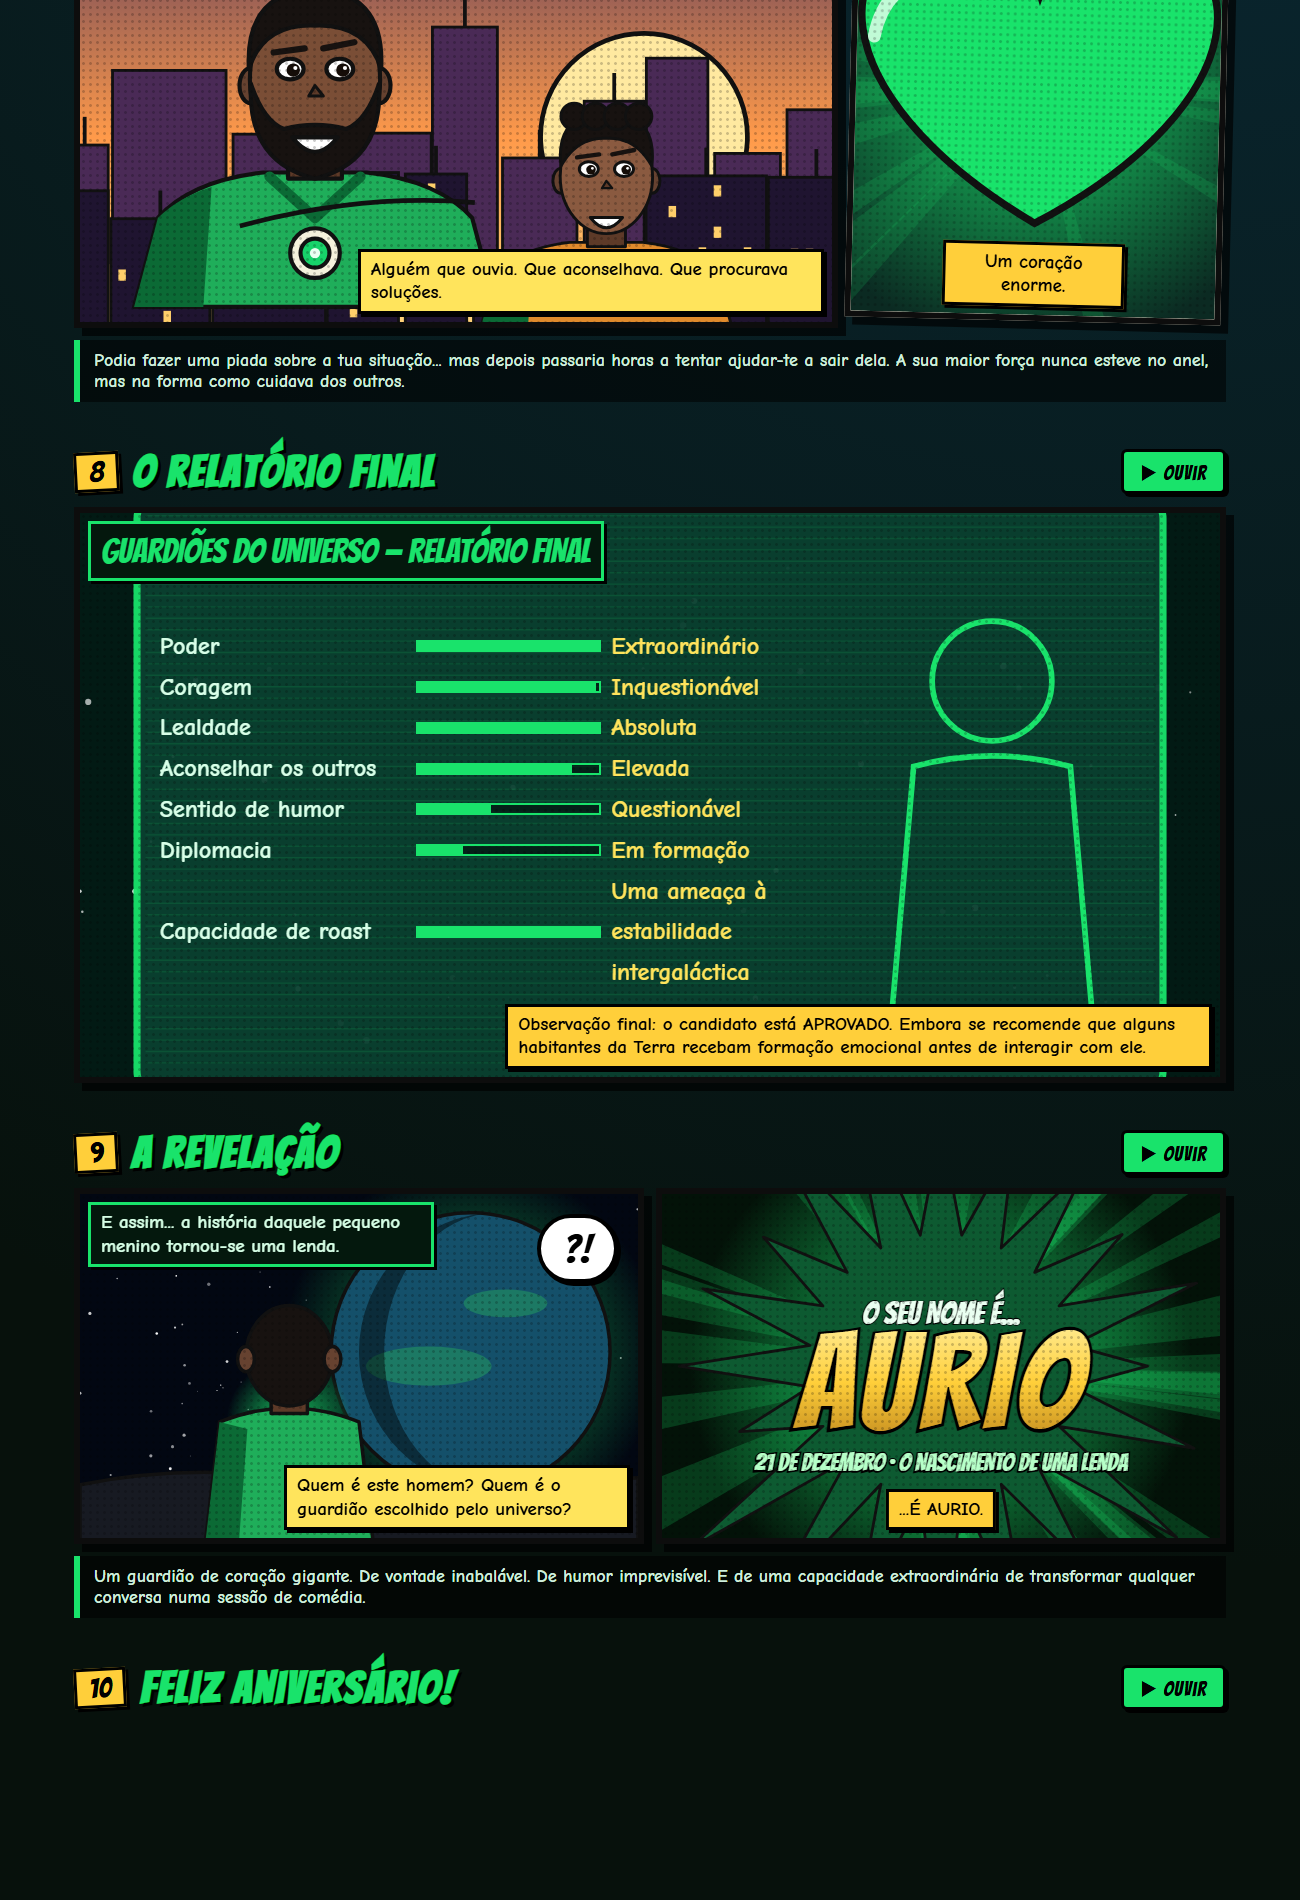 Alguém que ouvia. Que aconselhava. Que procurava
soluções.
Um coração
enorme.
Podia fazer uma piada sobre a tua situação... mas depois passaria horas a tentar ajudar-te a sair dela. A sua maior força nunca esteve no anel,
mas na forma como cuidava dos outros.
8 O RELATÓRIO FINAL
▶ OUVIR
GUARDIÕES DO UNIVERSO — RELATÓRIO FINAL
Poder Extraordinário
Coragem Inquestionável
Lealdade Absoluta
Aconselhar os outros Elevada
Sentido de humor Questionável
Diplomacia Em formação
Capacidade de roast Uma ameaça à
estabilidade
intergaláctica
Observação final: o candidato está APROVADO. Embora se recomende que alguns
habitantes da Terra recebam formação emocional antes de interagir com ele.
9 A REVELAÇÃO
▶ OUVIR
E assim... a história daquele pequeno
menino tornou-se uma lenda.
?!
Quem é este homem? Quem é o
guardião escolhido pelo universo?
O SEU NOME É...
AURIO
21 DE DEZEMBRO • O NASCIMENTO DE UMA LENDA
...É AURIO.
Um guardião de coração gigante. De vontade inabalável. De humor imprevisível. E de uma capacidade extraordinária de transformar qualquer
conversa numa sessão de comédia.
10 FELIZ ANIVERSÁRIO!
▶ OUVIR